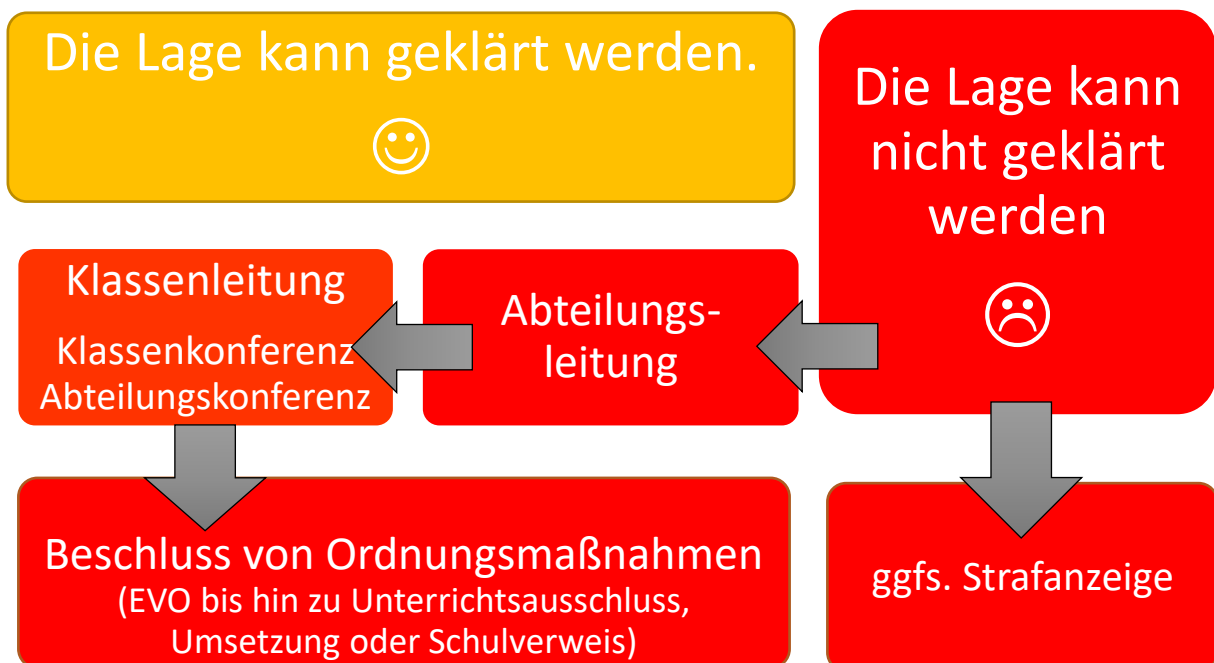 Die Lage kann geklärt werden.
☺
Die Lage kann
nicht geklärt
werden
☹
Klassenleitung
Klassenkonferenz
Abteilungskonferenz
Abteilungs-
leitung
Beschluss von Ordnungsmaßnahmen
(EVO bis hin zu Unterrichtsausschluss,
Umsetzung oder Schulverweis)
ggfs. Strafanzeige